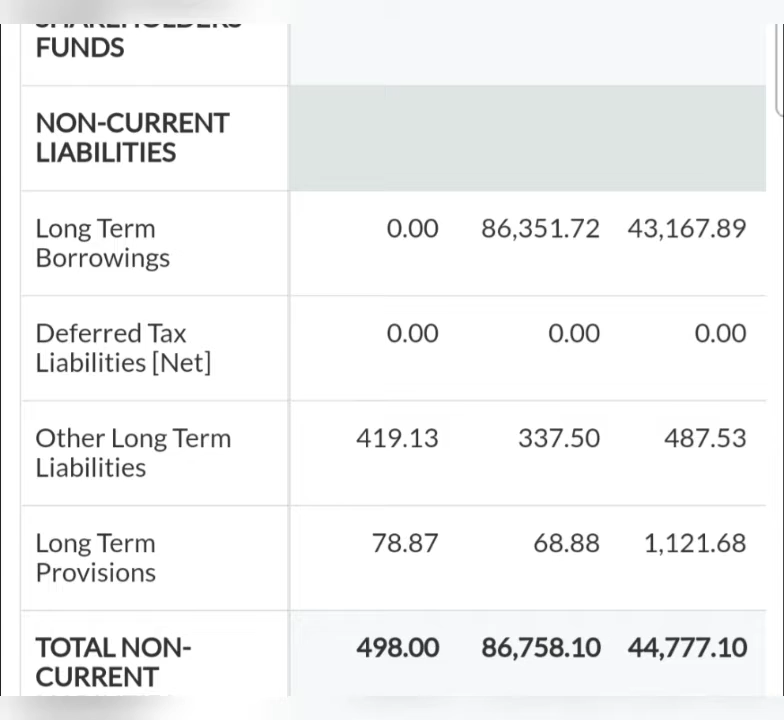 FUNDS
NON-CURRENT
LIABILITIES
Long Term
Borrowings
0.00 86,351.72 43,167.89
Deferred Tax
Liabilities [Net]
0.00 0.00 0.00
Other Long Term
Liabilities
419.13 337.50 487.53
Long Term
Provisions
78.87 68.88 1,121.68
TOTAL NON-
CURRENT
498.00 86,758.10 44,777.10